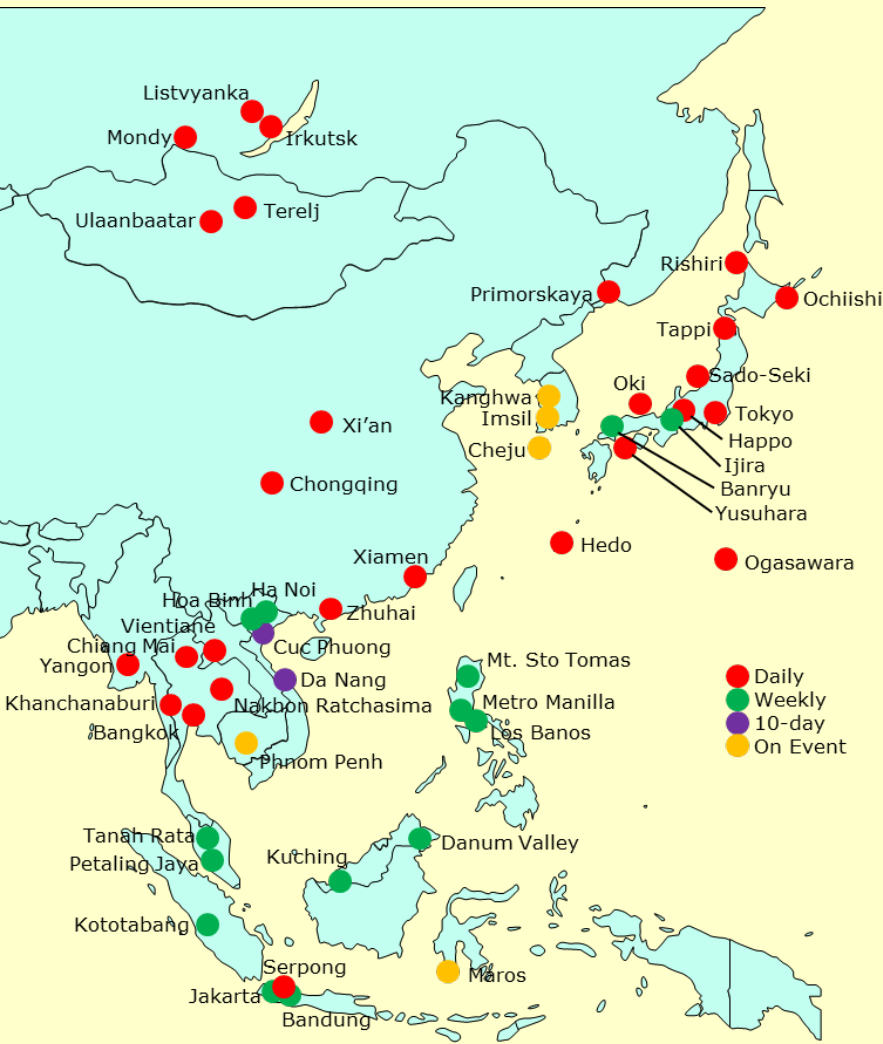 Listvyanka
Mondy
Irkutsk
Ulaanbaatar
Terelj
Rishiri
Primorskaya
Ochiishi
Tappi
Sado-Seki
Oki
Kanghwa
Imsil
Tokyo
Xi’an
Happo
Cheju
Ijira
Chongqing
Banryu
Yusuhara
Hedo
Xiamen
Ogasawara
Ha Noi
Hoa Binh
Zhuhai
Vientiane
Chiang Mai
Cuc Phuong
Yangon
Mt. Sto Tomas
Da Nang
Daily
Khanchanaburi
Nakhon Ratchasima
Metro Manilla
Weekly
Bangkok
Los Banos
10-day
On Event
Phnom Penh
Tanah Rata
Danum Valley
Kuching
Petaling Jaya
Kototabang
Serpong
Maros
Jakarta
Bandung